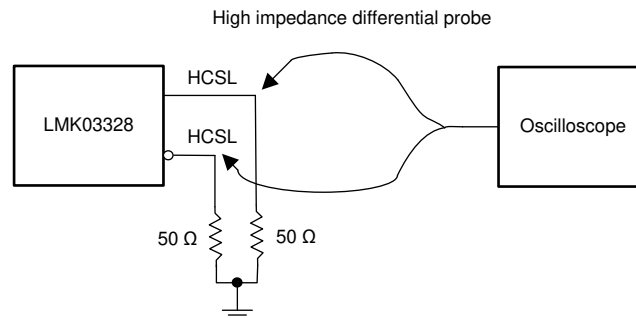 High impedance differential probe
HCSL
LMK03328
HCSL
Oscilloscope
50 Ω
50 Ω